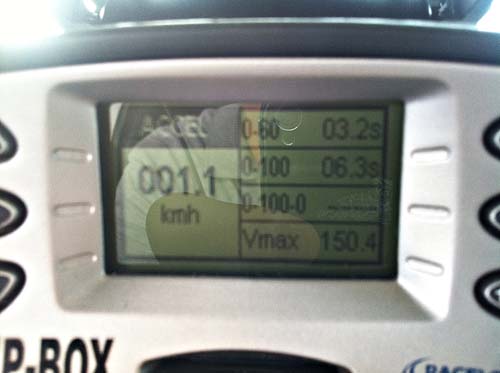 ACCEL
001.1
kmh
0-60 03.2s
0-100 06.3s
0-100-0 --.--
Vmax 150.4
P-BOX